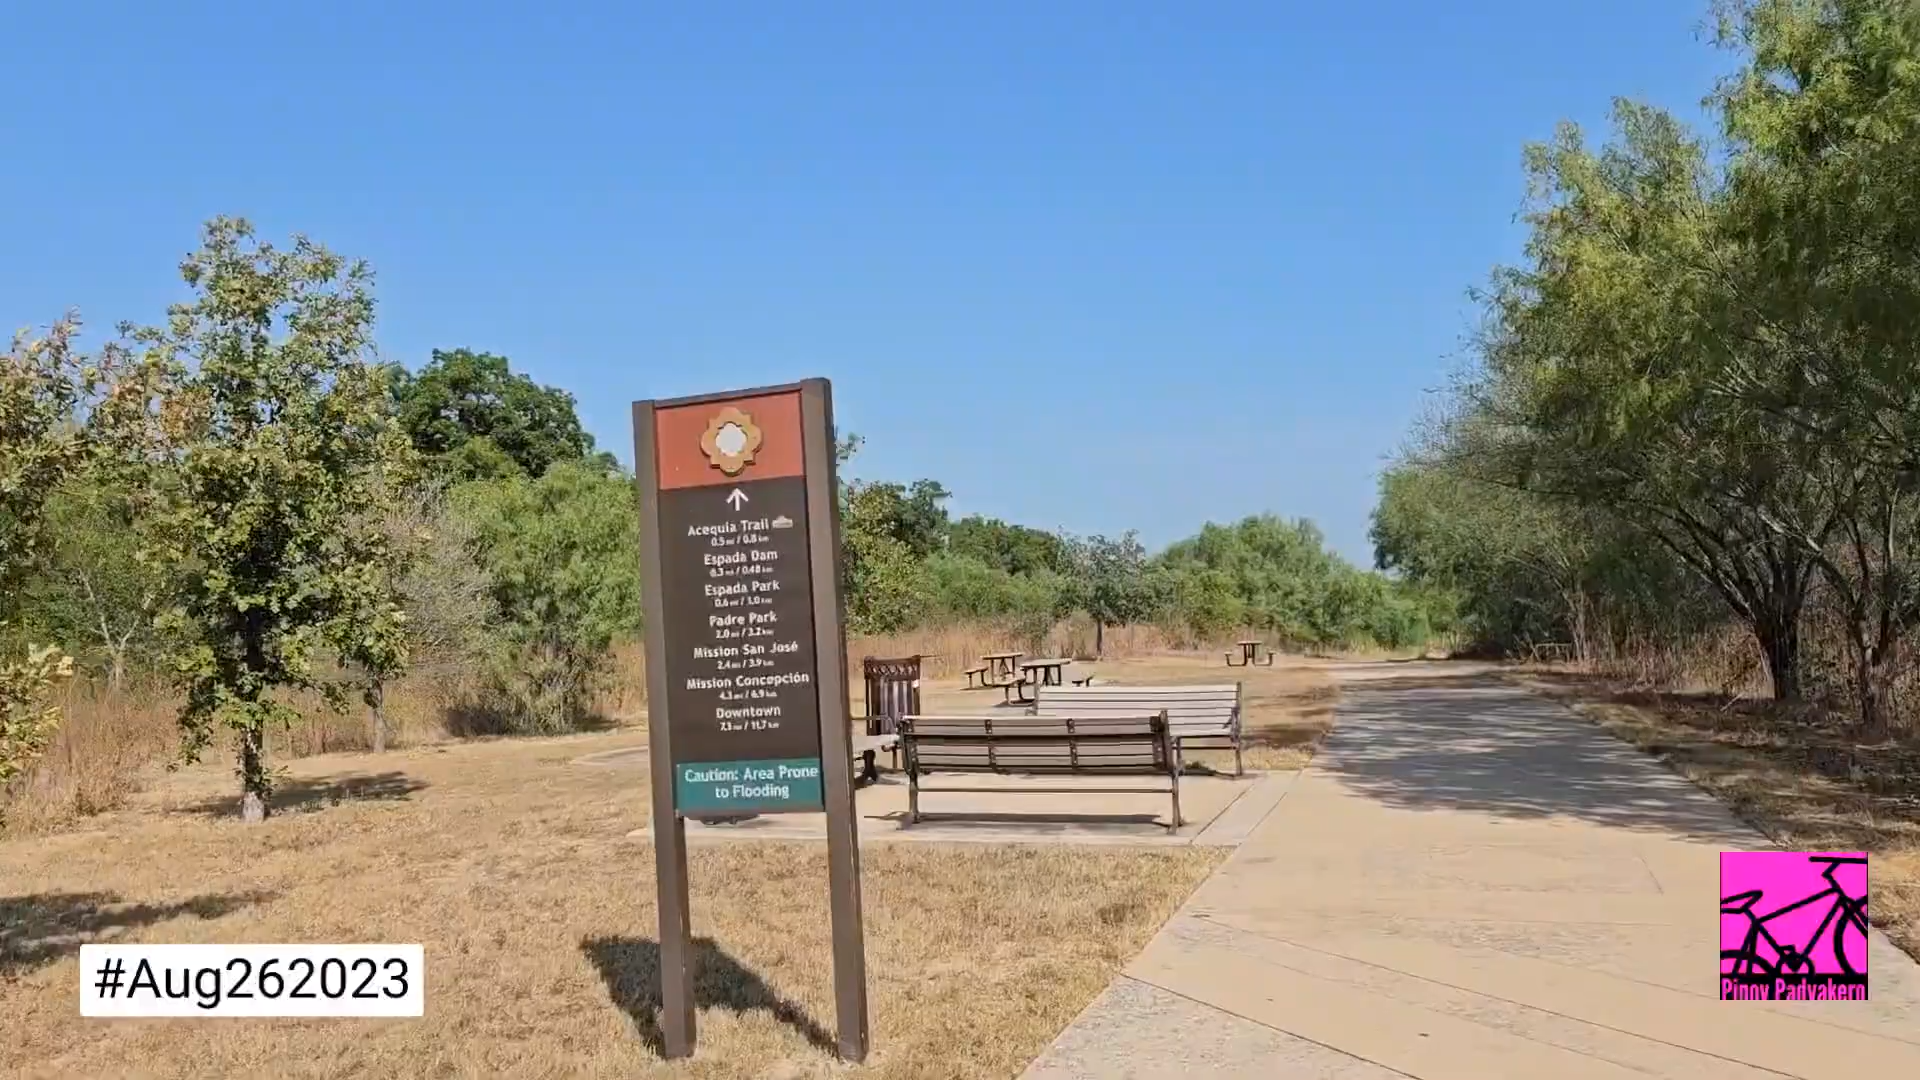 Acequia Trail
0.5 mi / 0.8 km
Espada Dam
0.3 mi / 0.48 km
Espada Park
0.6 mi / 1.0 km
Padre Park
2.0 mi / 3.2 km
Mission San José
2.4 mi / 3.9 km
Mission Concepción
4.3 mi / 6.9 km
Downtown
7.3 mi / 11.7 km
Caution: Area Prone
to Flooding
#Aug262023
Pinoy Padyakero